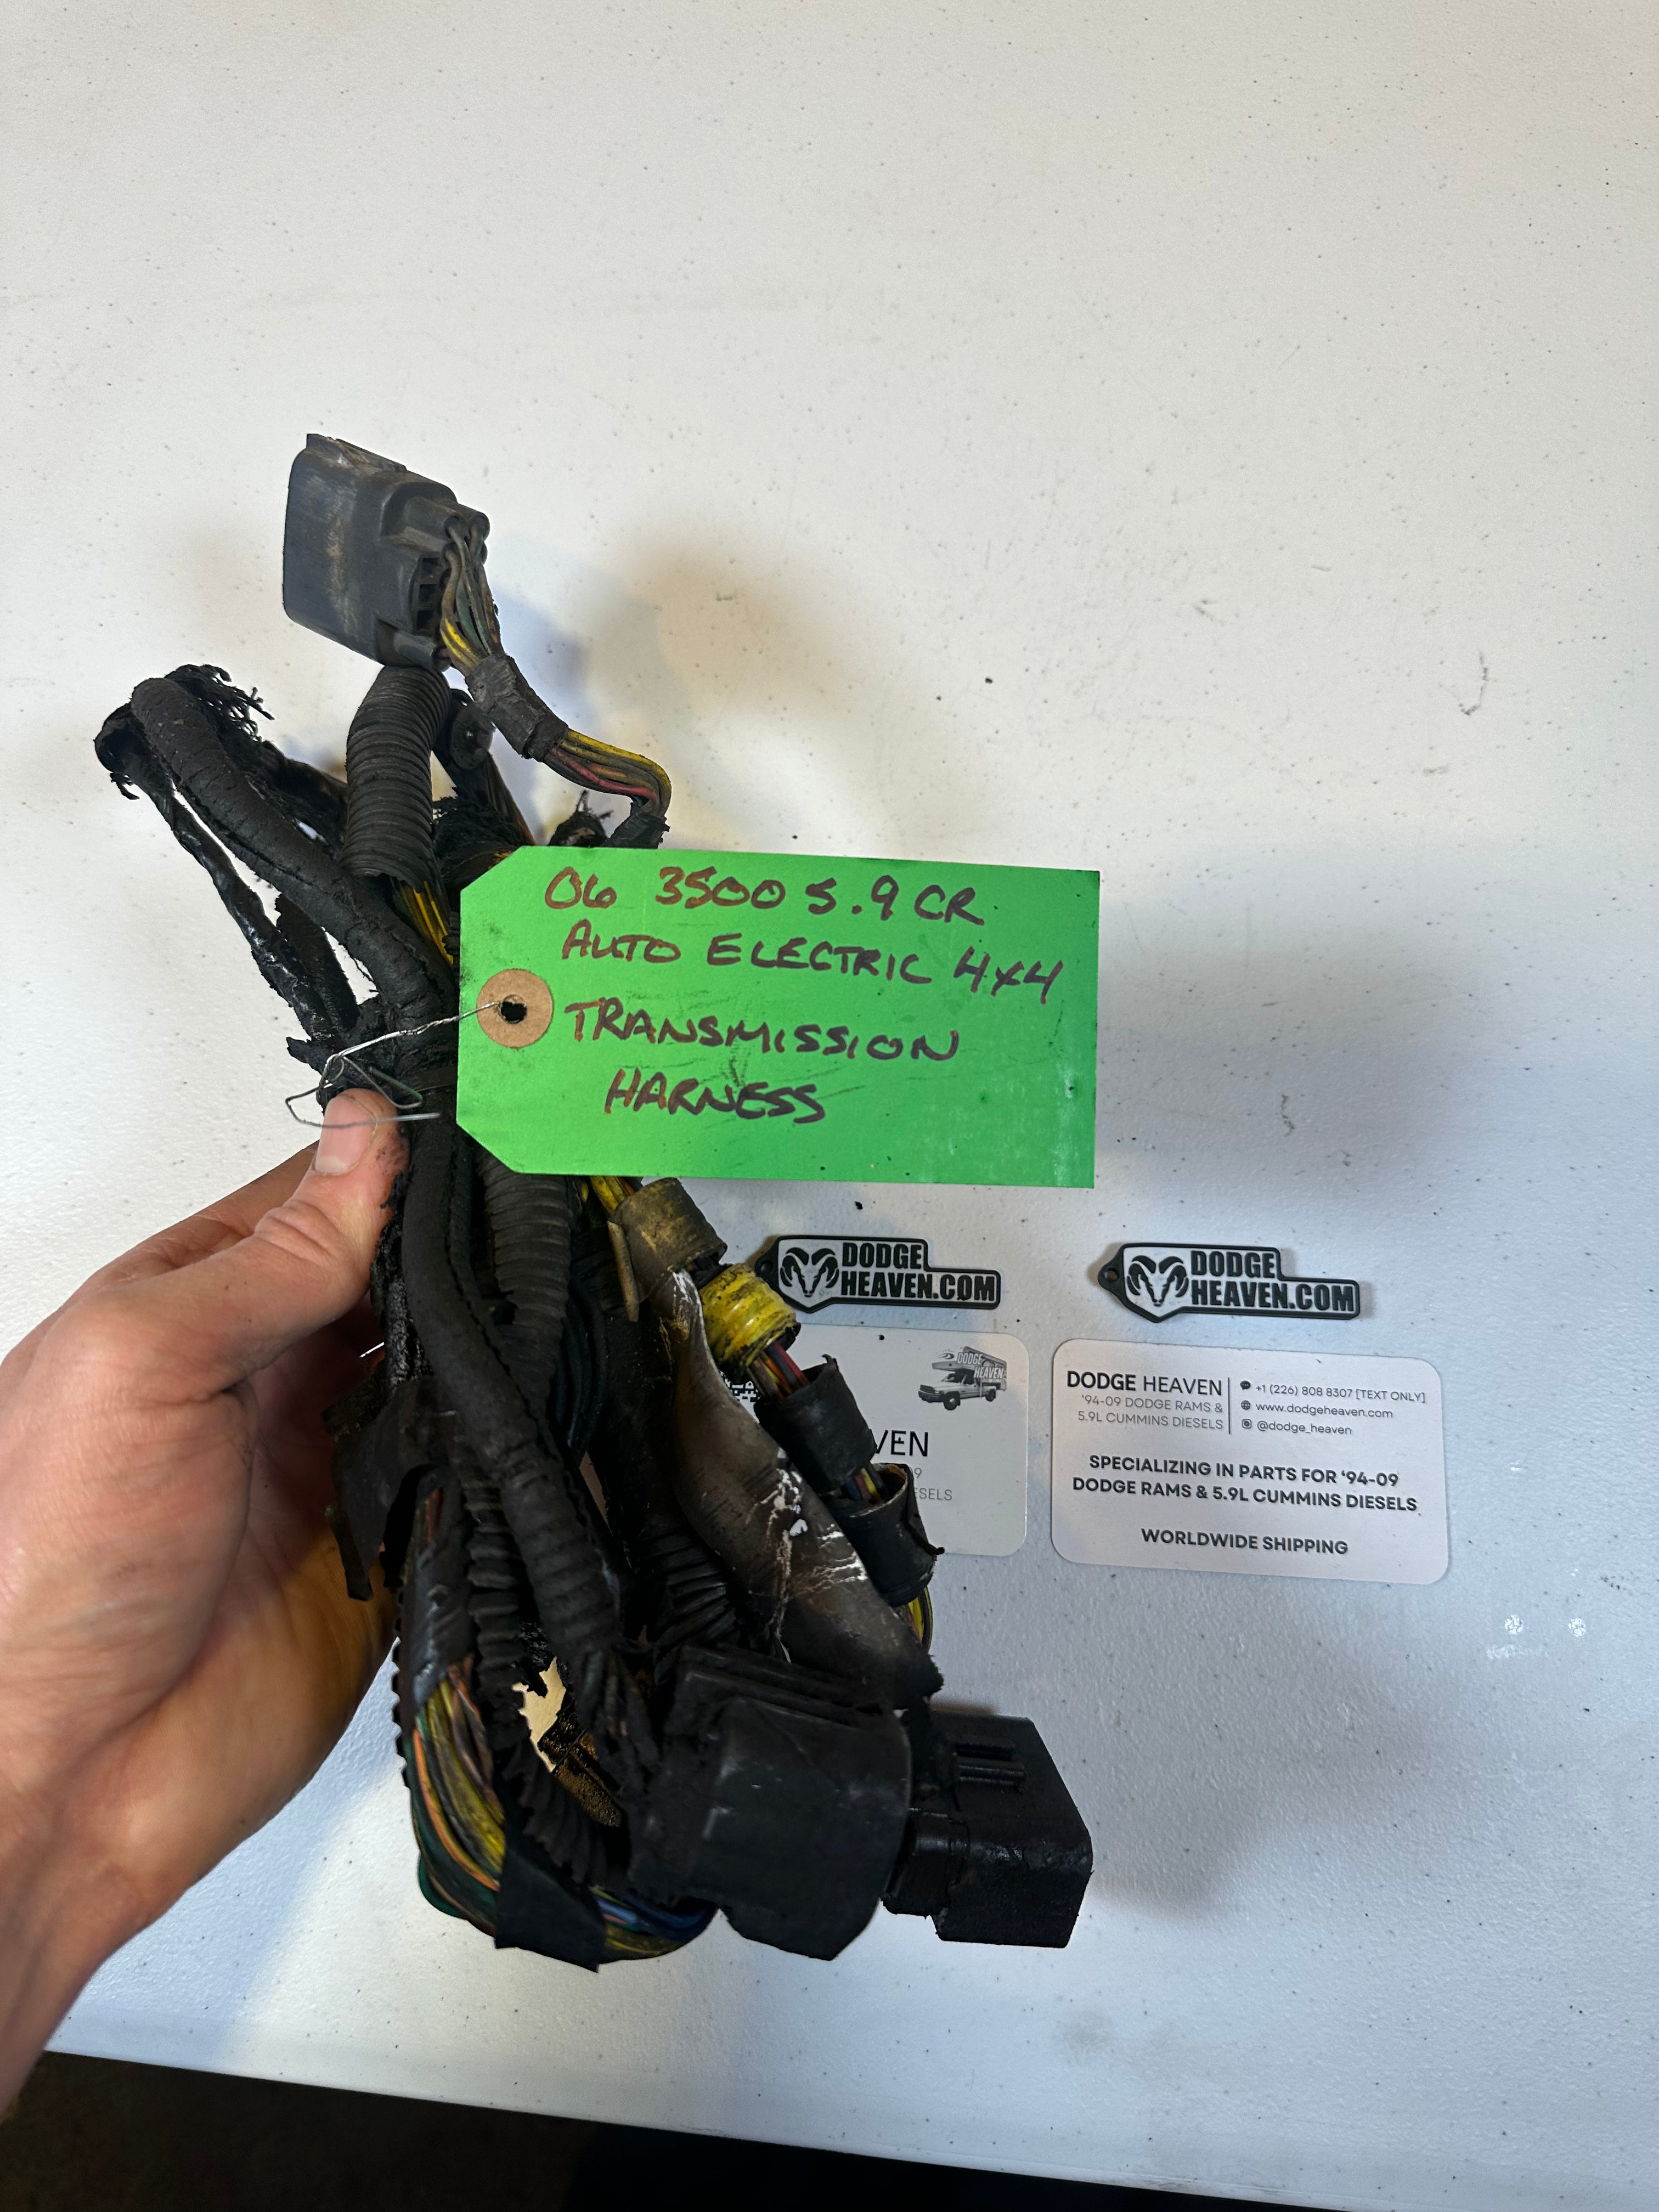 06 3500 5.9 CR
AUTO ELECTRIC 4x4
TRANSMISSION
HARNESS
DODGE
HEAVEN.COM
DODGE
HEAVEN.COM
DODGE
HEAVEN
VEN
09
ESELS
DODGE HEAVEN
'94-09 DODGE RAMS &
5.9L CUMMINS DIESELS
+1 (226) 808 8307 [TEXT ONLY]
www.dodgeheaven.com
@dodge_heaven
SPECIALIZING IN PARTS FOR '94-09
DODGE RAMS & 5.9L CUMMINS DIESELS
WORLDWIDE SHIPPING